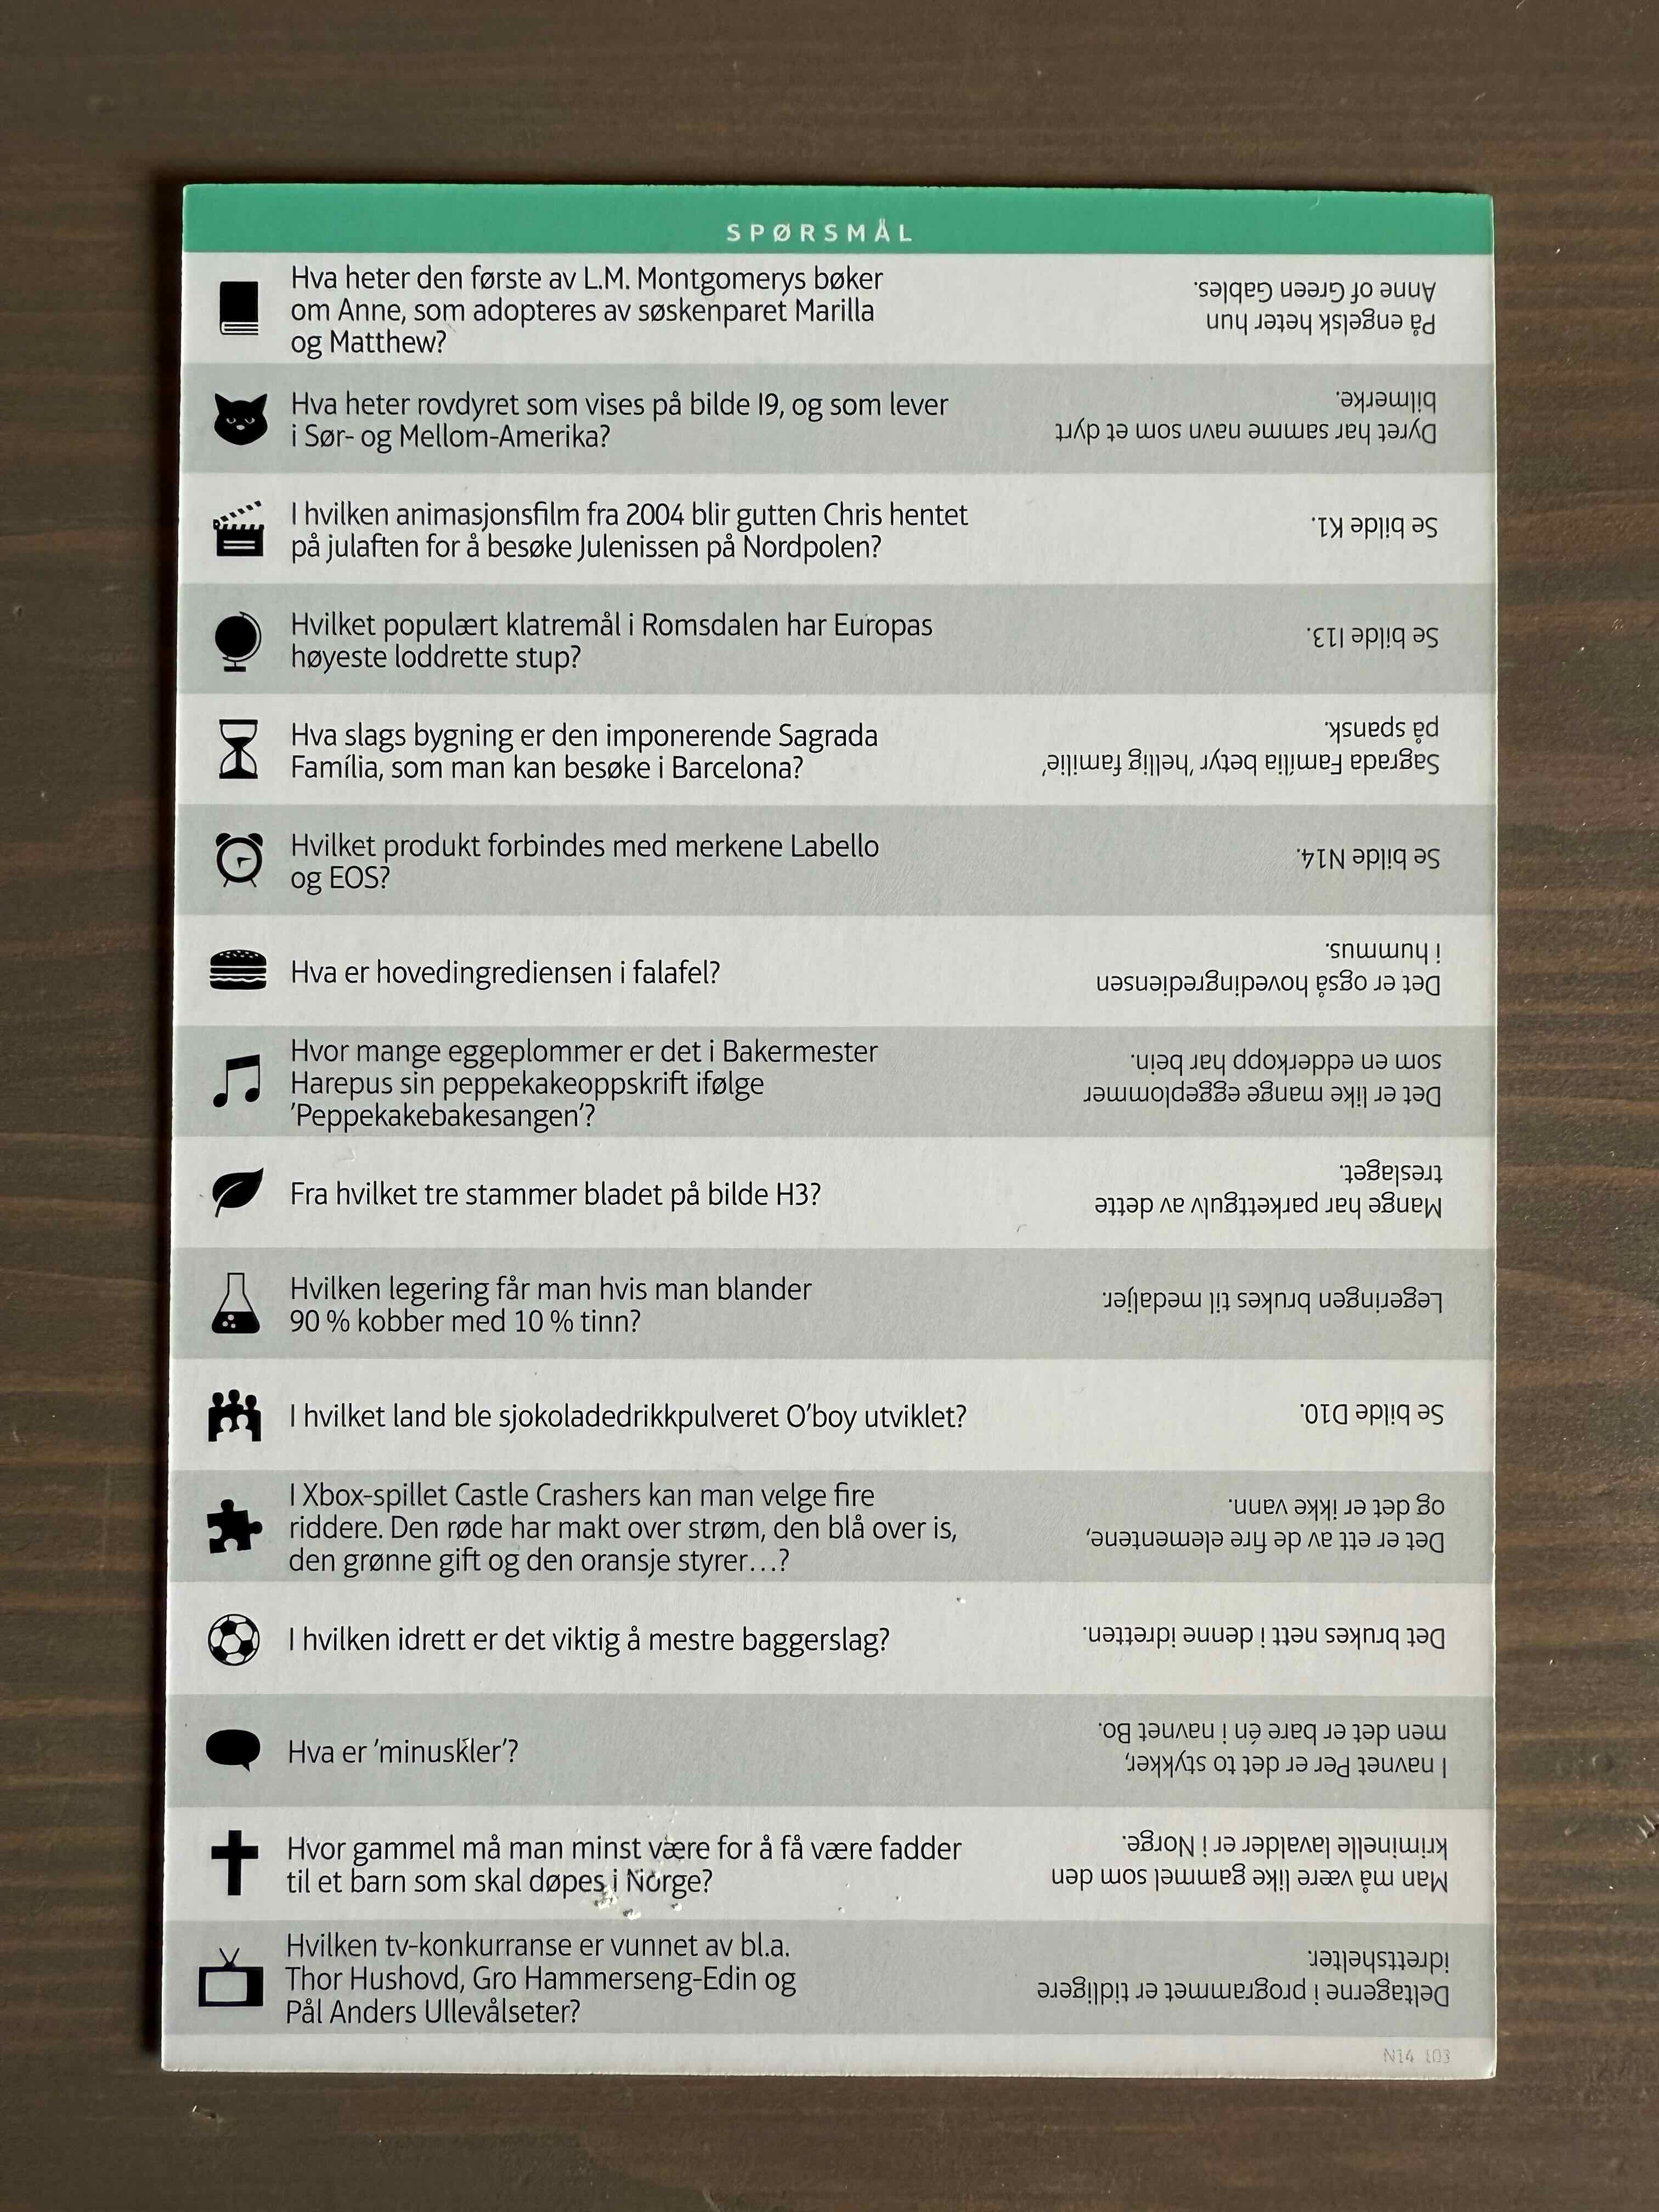 SPØRSMÅL
Hva heter den første av L.M. Montgomerys bøker
om Anne, som adopteres av søskenparet Marilla
og Matthew?
På engelsk heter hun
Anne of Green Gables.
Hva heter rovdyret som vises på bilde I9, og som lever
i Sør- og Mellom-Amerika?
Dyret har samme navn som et dyrt
bilmerke.
I hvilken animasjonsfilm fra 2004 blir gutten Chris hentet
på julaften for å besøke Julenissen på Nordpolen?
Se bilde K1.
Hvilket populært klatremål i Romsdalen har Europas
høyeste loddrette stup?
Se bilde I13.
Hva slags bygning er den imponerende Sagrada
Família, som man kan besøke i Barcelona?
Sagrada Família betyr 'hellig familie'
på spansk.
Hvilket produkt forbindes med merkene Labello
og EOS?
Se bilde N14.
Hva er hovedingrediensen i falafel?
Det er også hovedingrediensen
i hummus.
Hvor mange eggeplommer er det i Bakermester
Harepus sin peppekakeoppskrift ifølge
'Peppekakebakesangen'?
Det er like mange eggeplommer
som en edderkopp har bein.
Fra hvilket tre stammer bladet på bilde H3?
Mange har parkettgulv av dette
treslaget.
Hvilken legering får man hvis man blander
90 % kobber med 10 % tinn?
Legeringen brukes til medaljer.
I hvilket land ble sjokoladedrikkpulveret O'boy utviklet?
Se bilde D10.
I Xbox-spillet Castle Crashers kan man velge fire
riddere. Den røde har makt over strøm, den blå over is,
den grønne gift og den oransje styrer...?
Det er ett av de fire elementene,
og det er ikke vann.
I hvilken idrett er det viktig å mestre baggerslag?
Det brukes nett i denne idretten.
Hva er 'minuskler'?
I navnet Per er det to stykker,
men det er bare én i navnet Bo.
Hvor gammel må man minst være for å få være fadder
til et barn som skal døpes i Norge?
Man må være like gammel som den
kriminelle lavalder er i Norge.
Hvilken tv-konkurranse er vunnet av bl.a.
Thor Hushovd, Gro Hammerseng-Edin og
Pål Anders Ullevålseter?
Deltagerne i programmet er tidligere
idrettshelter.
N14 103